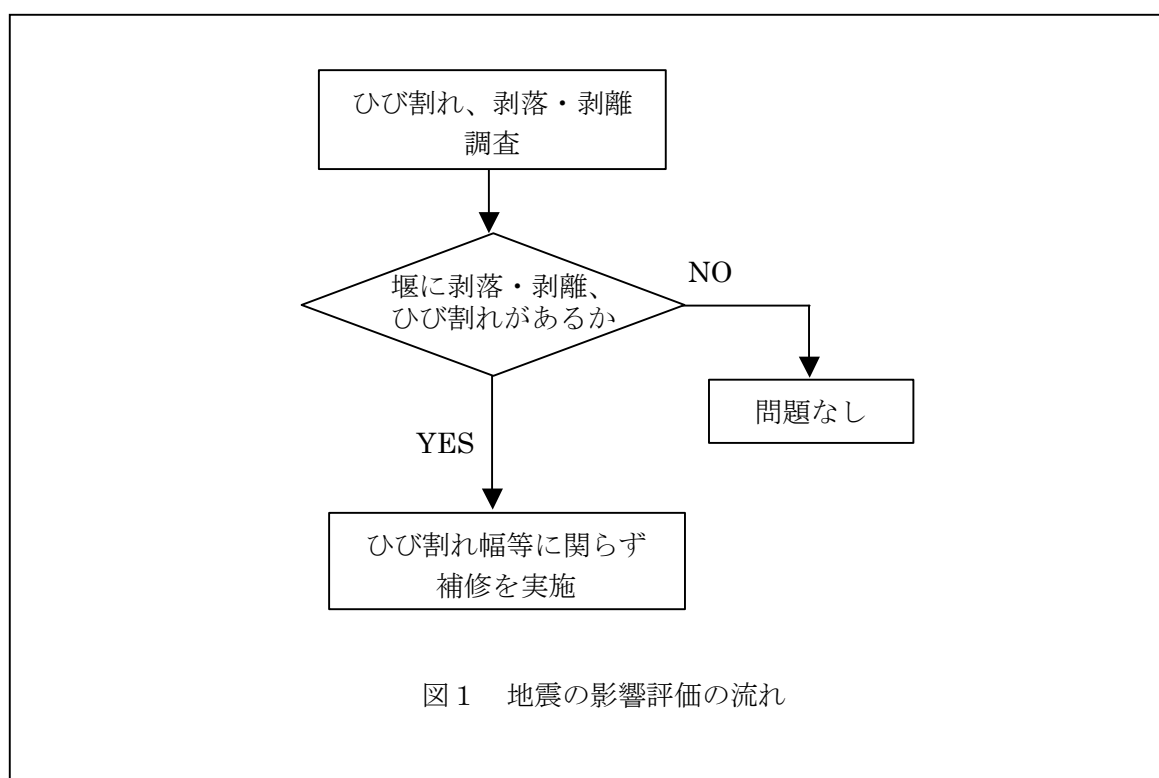 ひび割れ、剥落・剥離
調査
堰に剥落・剥離、
ひび割れがあるか
NO
問題なし
YES
ひび割れ幅等に関らず
補修を実施
図1 地震の影響評価の流れ